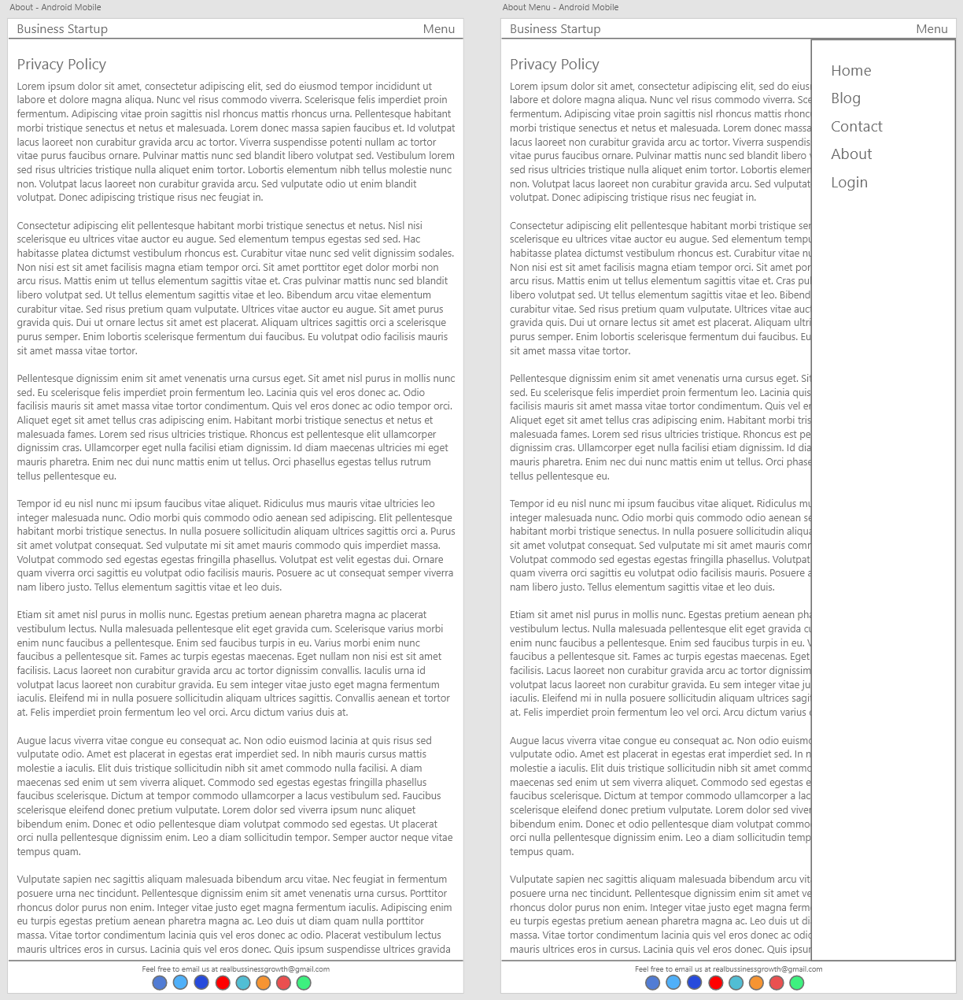 About - Android Mobile
Business Startup
Menu
Privacy Policy
Lorem ipsum dolor sit amet, consectetur adipiscing elit, sed do eiusmod tempor incididunt ut
labore et dolore magna aliqua. Nunc vel risus commodo viverra. Scelerisque felis imperdiet proin
fermentum. Adipiscing vitae proin sagittis nisl rhoncus mattis rhoncus urna. Pellentesque habitant
morbi tristique senectus et netus et malesuada. Lorem donec massa sapien faucibus et. Id volutpat
lacus laoreet non curabitur gravida arcu ac tortor. Viverra suspendisse potenti nullam ac tortor
vitae purus faucibus ornare. Pulvinar mattis nunc sed blandit libero volutpat sed. Vestibulum lorem
sed risus ultricies tristique nulla aliquet enim tortor. Lobortis elementum nibh tellus molestie nunc
non. Volutpat lacus laoreet non curabitur gravida arcu. Sed vulputate odio ut enim blandit
volutpat. Donec adipiscing tristique risus nec feugiat in.
Consectetur adipiscing elit pellentesque habitant morbi tristique senectus et netus. Nisl nisi
scelerisque eu ultrices vitae auctor eu augue. Sed elementum tempus egestas sed sed. Hac
habitasse platea dictumst vestibulum rhoncus est. Curabitur vitae nunc sed velit dignissim sodales.
Non nisi est sit amet facilisis magna etiam tempor orci. Sit amet porttitor eget dolor morbi non
arcu risus. Mattis enim ut tellus elementum sagittis vitae et. Cras pulvinar mattis nunc sed blandit
libero volutpat sed. Ut tellus elementum sagittis vitae et leo. Bibendum arcu vitae elementum
curabitur vitae. Sed risus pretium quam vulputate. Ultrices vitae auctor eu augue. Sit amet purus
gravida quis. Dui ut ornare lectus sit amet est placerat. Aliquam ultrices sagittis orci a scelerisque
purus semper. Enim lobortis scelerisque fermentum dui faucibus. Eu volutpat odio facilisis mauris
sit amet massa vitae tortor.
Pellentesque dignissim enim sit amet venenatis urna cursus eget. Sit amet nisl purus in mollis nunc
sed. Eu scelerisque felis imperdiet proin fermentum leo. Lacinia quis vel eros donec ac. Odio
facilisis mauris sit amet massa vitae tortor condimentum. Quis vel eros donec ac odio tempor orci.
Aliquet eget sit amet tellus cras adipiscing enim. Habitant morbi tristique senectus et netus et
malesuada fames. Lorem sed risus ultricies tristique. Rhoncus est pellentesque elit ullamcorper
dignissim cras. Ullamcorper eget nulla facilisi etiam dignissim. Id diam maecenas ultricies mi eget
mauris pharetra. Enim nec dui nunc mattis enim ut tellus. Orci phasellus egestas tellus rutrum
tellus pellentesque eu.
Tempor id eu nisl nunc mi ipsum faucibus vitae aliquet. Ridiculus mus mauris vitae ultricies leo
integer malesuada nunc. Odio morbi quis commodo odio aenean sed adipiscing. Elit pellentesque
habitant morbi tristique senectus. In nulla posuere sollicitudin aliquam ultrices sagittis orci a. Purus
sit amet volutpat consequat. Sed vulputate mi sit amet mauris commodo quis imperdiet massa.
Volutpat commodo sed egestas egestas fringilla phasellus. Volutpat est velit egestas dui. Ornare
quam viverra orci sagittis eu volutpat odio facilisis mauris. Posuere ac ut consequat semper viverra
nam libero justo. Tellus elementum sagittis vitae et leo duis.
Etiam sit amet nisl purus in mollis nunc. Egestas pretium aenean pharetra magna ac placerat
vestibulum lectus. Nulla malesuada pellentesque elit eget gravida cum. Scelerisque varius morbi
enim nunc faucibus a pellentesque. Enim sed faucibus turpis in eu. Varius morbi enim nunc
faucibus a pellentesque sit. Fames ac turpis egestas maecenas. Eget nullam non nisi est sit amet
facilisis. Lacus laoreet non curabitur gravida arcu ac tortor dignissim convallis. Iaculis urna id
volutpat lacus laoreet non curabitur gravida. Eu sem integer vitae justo eget magna fermentum
iaculis. Eleifend mi in nulla posuere sollicitudin aliquam ultrices sagittis. Convallis aenean et tortor
at. Felis imperdiet proin fermentum leo vel orci. Arcu dictum varius duis at.
Augue lacus viverra vitae congue eu consequat ac. Non odio euismod lacinia at quis risus sed
vulputate odio. Amet est placerat in egestas erat imperdiet sed. In nibh mauris cursus mattis
molestie a iaculis. Elit duis tristique sollicitudin nibh sit amet commodo nulla facilisi. A diam
maecenas sed enim ut sem viverra aliquet. Commodo sed egestas egestas fringilla phasellus
faucibus scelerisque. Dictum at tempor commodo ullamcorper a lacus vestibulum sed. Faucibus
scelerisque eleifend donec pretium vulputate. Lorem dolor sed viverra ipsum nunc aliquet
bibendum enim. Donec et odio pellentesque diam volutpat commodo sed egestas. Ut placerat
orci nulla pellentesque dignissim enim. Leo a diam sollicitudin tempor. Semper auctor neque vitae
tempus quam.
Vulputate sapien nec sagittis aliquam malesuada bibendum arcu vitae. Nec feugiat in fermentum
posuere urna nec tincidunt. Pellentesque dignissim enim sit amet venenatis urna cursus. Porttitor
rhoncus dolor purus non enim. Integer vitae justo eget magna fermentum iaculis. Adipiscing enim
eu turpis egestas pretium aenean pharetra magna ac. Leo duis ut diam quam nulla porttitor
massa. Vitae tortor condimentum lacinia quis vel eros donec ac odio. Placerat vestibulum lectus
mauris ultrices eros in cursus. Lacinia quis vel eros donec. Quis ipsum suspendisse ultrices gravida
Feel free to email us at realbussinessgrowth@gmail.com
About Menu - Android Mobile
Business Startup
Menu
Privacy Policy
Lorem ipsum dolor sit amet, consectetur adipiscing elit, sed do eius
labore et dolore magna aliqua. Nunc vel risus commodo viverra. Sce
fermentum. Adipiscing vitae proin sagittis nisl rhoncus mattis rhonc
morbi tristique senectus et netus et malesuada. Lorem donec massa
lacus laoreet non curabitur gravida arcu ac tortor. Viverra suspendis
vitae purus faucibus ornare. Pulvinar mattis nunc sed blandit libero
sed risus ultricies tristique nulla aliquet enim tortor. Lobortis elemen
non. Volutpat lacus laoreet non curabitur gravida arcu. Sed vulputat
volutpat. Donec adipiscing tristique risus nec feugiat in.
Consectetur adipiscing elit pellentesque habitant morbi tristique ser
scelerisque eu ultrices vitae auctor eu augue. Sed elementum tempu
habitasse platea dictumst vestibulum rhoncus est. Curabitur vitae nu
Non nisi est sit amet facilisis magna etiam tempor orci. Sit amet por
arcu risus. Mattis enim ut tellus elementum sagittis vitae et. Cras pul
libero volutpat sed. Ut tellus elementum sagittis vitae et leo. Bibend
curabitur vitae. Sed risus pretium quam vulputate. Ultrices vitae auct
gravida quis. Dui ut ornare lectus sit amet est placerat. Aliquam ultri
purus semper. Enim lobortis scelerisque fermentum dui faucibus. Eu
sit amet massa vitae tortor.
Pellentesque dignissim enim sit amet venenatis urna cursus eget. Sit
sed. Eu scelerisque felis imperdiet proin fermentum leo. Lacinia quis
facilisis mauris sit amet massa vitae tortor condimentum. Quis vel er
Aliquet eget sit amet tellus cras adipiscing enim. Habitant morbi tris
malesuada fames. Lorem sed risus ultricies tristique. Rhoncus est pe
dignissim cras. Ullamcorper eget nulla facilisi etiam dignissim. Id dia
mauris pharetra. Enim nec dui nunc mattis enim ut tellus. Orci phase
tellus pellentesque eu.
Tempor id eu nisl nunc mi ipsum faucibus vitae aliquet. Ridiculus mu
integer malesuada nunc. Odio morbi quis commodo odio aenean se
habitant morbi tristique senectus. In nulla posuere sollicitudin aliqua
sit amet volutpat consequat. Sed vulputate mi sit amet mauris comm
Volutpat commodo sed egestas egestas fringilla phasellus. Volutpat
quam viverra orci sagittis eu volutpat odio facilisis mauris. Posuere a
nam libero justo. Tellus elementum sagittis vitae et leo duis.
Etiam sit amet nisl purus in mollis nunc. Egestas pretium aenean pha
vestibulum lectus. Nulla malesuada pellentesque elit eget gravida cu
enim nunc faucibus a pellentesque. Enim sed faucibus turpis in eu. V
faucibus a pellentesque sit. Fames ac turpis egestas maecenas. Eget
facilisis. Lacus laoreet non curabitur gravida arcu ac tortor dignissim
volutpat lacus laoreet non curabitur gravida. Eu sem integer vitae ju
iaculis. Eleifend mi in nulla posuere sollicitudin aliquam ultrices sagit
at. Felis imperdiet proin fermentum leo vel orci. Arcu dictum varius
Augue lacus viverra vitae congue eu consequat ac. Non odio euismo
vulputate odio. Amet est placerat in egestas erat imperdiet sed. In n
molestie a iaculis. Elit duis tristique sollicitudin nibh sit amet commo
maecenas sed enim ut sem viverra aliquet. Commodo sed egestas e
faucibus scelerisque. Dictum at tempor commodo ullamcorper a lac
scelerisque eleifend donec pretium vulputate. Lorem dolor sed viver
bibendum enim. Donec et odio pellentesque diam volutpat commo
orci nulla pellentesque dignissim enim. Leo a diam sollicitudin temp
tempus quam.
Vulputate sapien nec sagittis aliquam malesuada bibendum arcu vit
posuere urna nec tincidunt. Pellentesque dignissim enim sit amet ve
rhoncus dolor purus non enim. Integer vitae justo eget magna ferm
eu turpis egestas pretium aenean pharetra magna ac. Leo duis ut di
massa. Vitae tortor condimentum lacinia quis vel eros donec ac odio
mauris ultrices eros in cursus. Lacinia quis vel eros donec. Quis ipsur
Home
Blog
Contact
About
Login
Feel free to email us at realbussinessgrowth@gmail.com